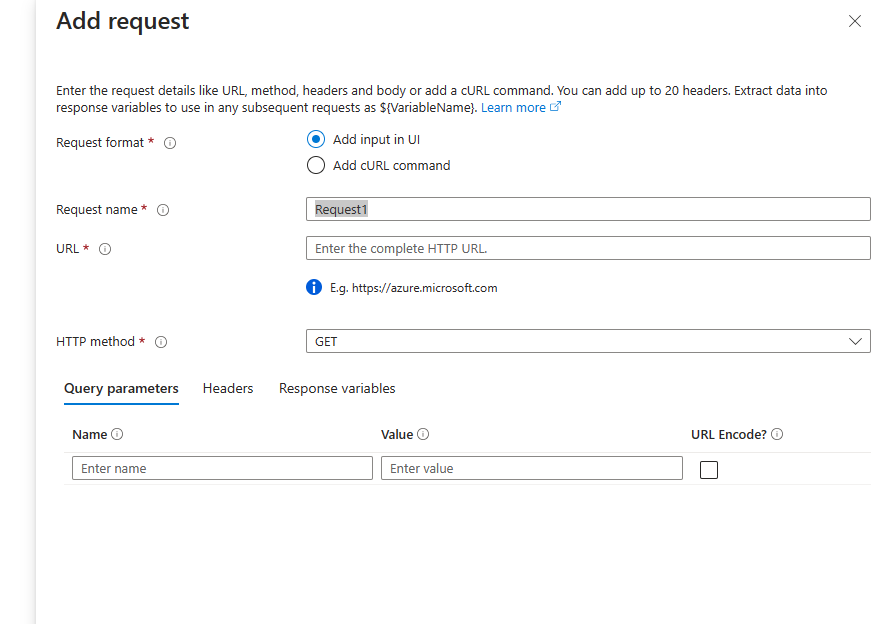 Add request
Enter the request details like URL, method, headers and body or add a cURL command. You can add up to 20 headers. Extract data into
response variables to use in any subsequent requests as ${VariableName}. Learn more
Request format *
Add input in UI
Add cURL command
Request name *
Request1
URL *
Enter the complete HTTP URL.
E.g. https://azure.microsoft.com
HTTP method *
GET
Query parameters Headers Response variables
Name Value URL Encode?
Enter name Enter value